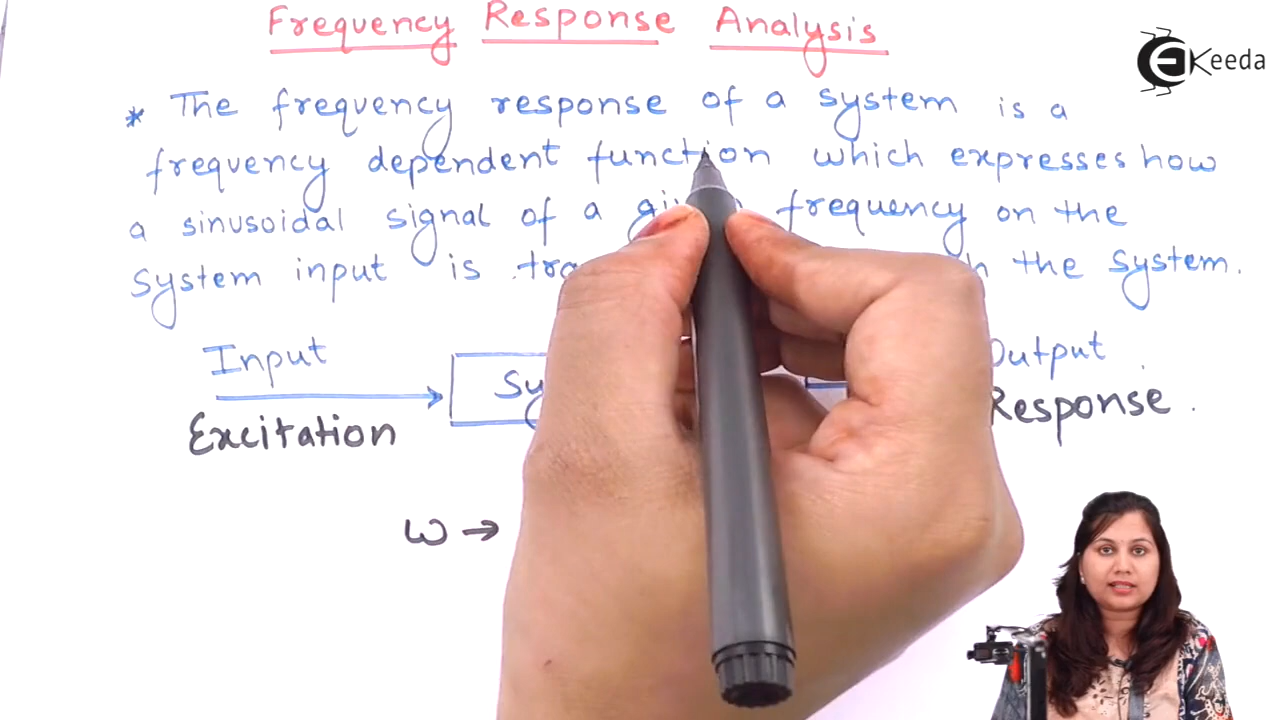 Frequency Response Analysis
Ekeeda
* The frequency response of a system is a
frequency dependent function which expresses how
a sinusoidal signal of a frequency on the
system input is the system.
Input
Output
Excitation
Response .
ω →